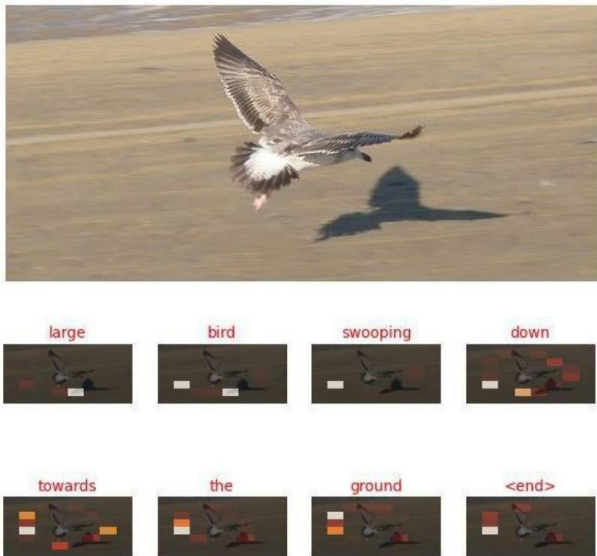 large bird swooping down
towards the ground <end>